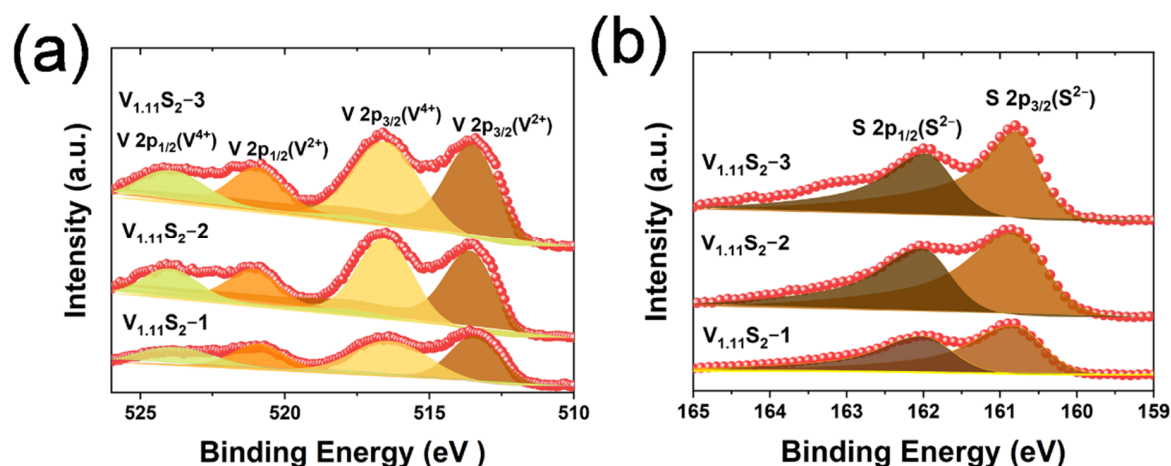 (a)
Intensity (a.u.)
V₁.₁₁S₂−3
V 2p₁/₂(V⁴⁺)
V 2p₁/₂(V²⁺)
V 2p₃/₂(V⁴⁺)
V 2p₃/₂(V²⁺)
V₁.₁₁S₂−2
V₁.₁₁S₂−1
525 520 515 510
Binding Energy (eV )
(b)
Intensity (a.u.)
S 2p₃/₂(S²⁻)
S 2p₁/₂(S²⁻)
V₁.₁₁S₂−3
V₁.₁₁S₂−2
V₁.₁₁S₂−1
165 164 163 162 161 160 159
Binding Energy (eV)